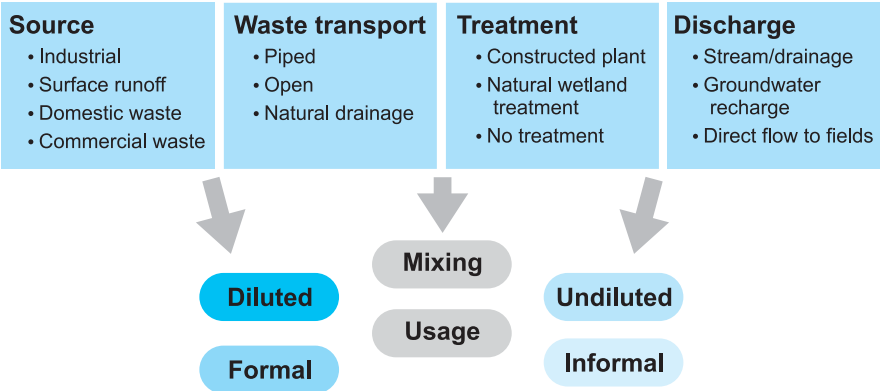 Source
• Industrial
• Surface runoff
• Domestic waste
• Commercial waste
Waste transport
• Piped
• Open
• Natural drainage
Treatment
• Constructed plant
• Natural wetland
treatment
• No treatment
Discharge
• Stream/drainage
• Groundwater
recharge
• Direct flow to fields
Mixing
Diluted
Undiluted
Usage
Formal
Informal